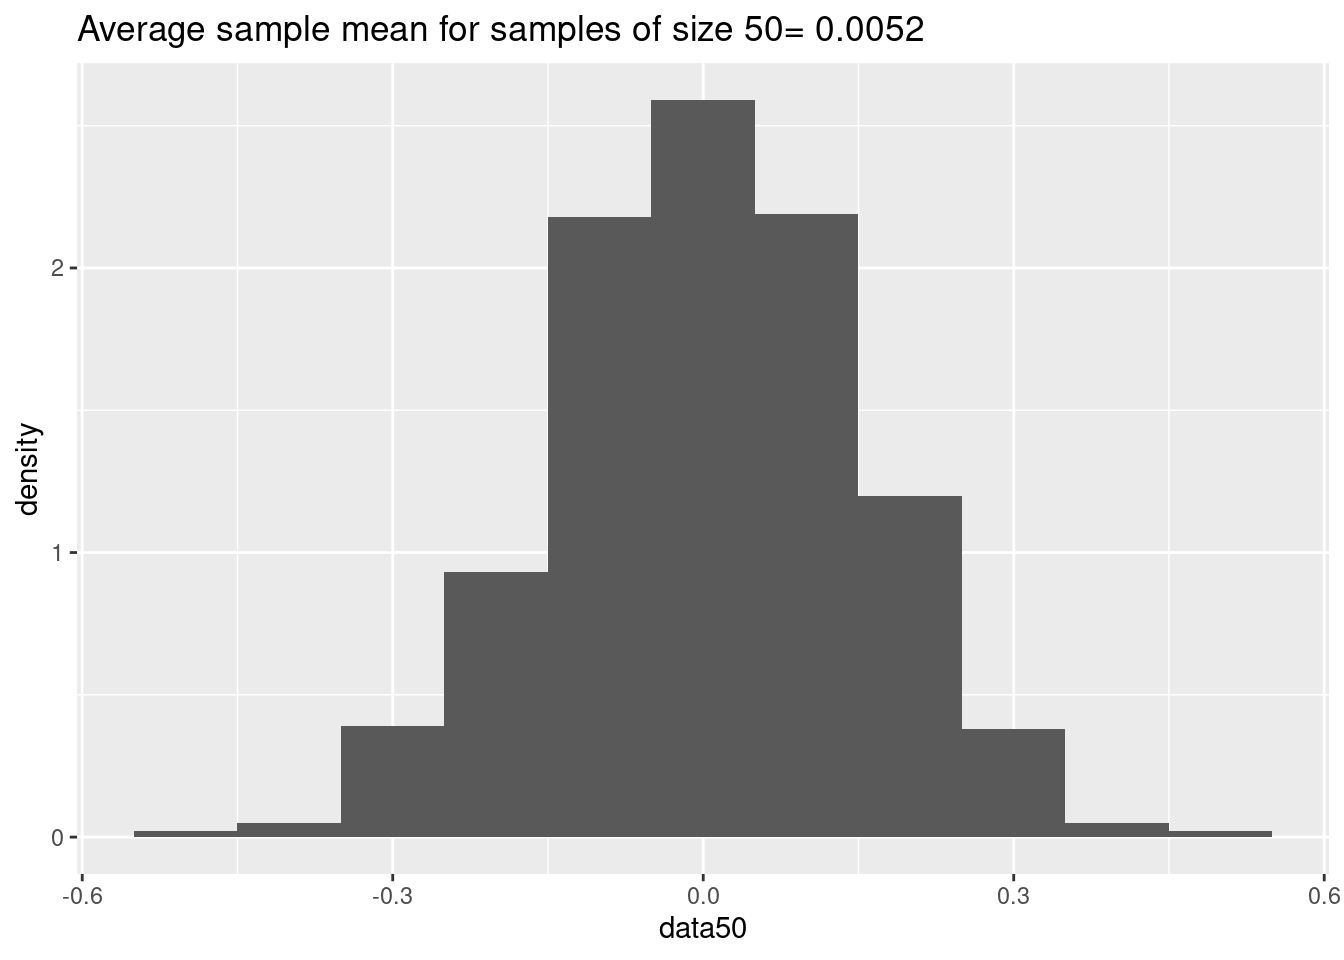 Average sample mean for samples of size 50= 0.0052
density
2
1
0
-0.6 -0.3 0.0 0.3 0.6
data50